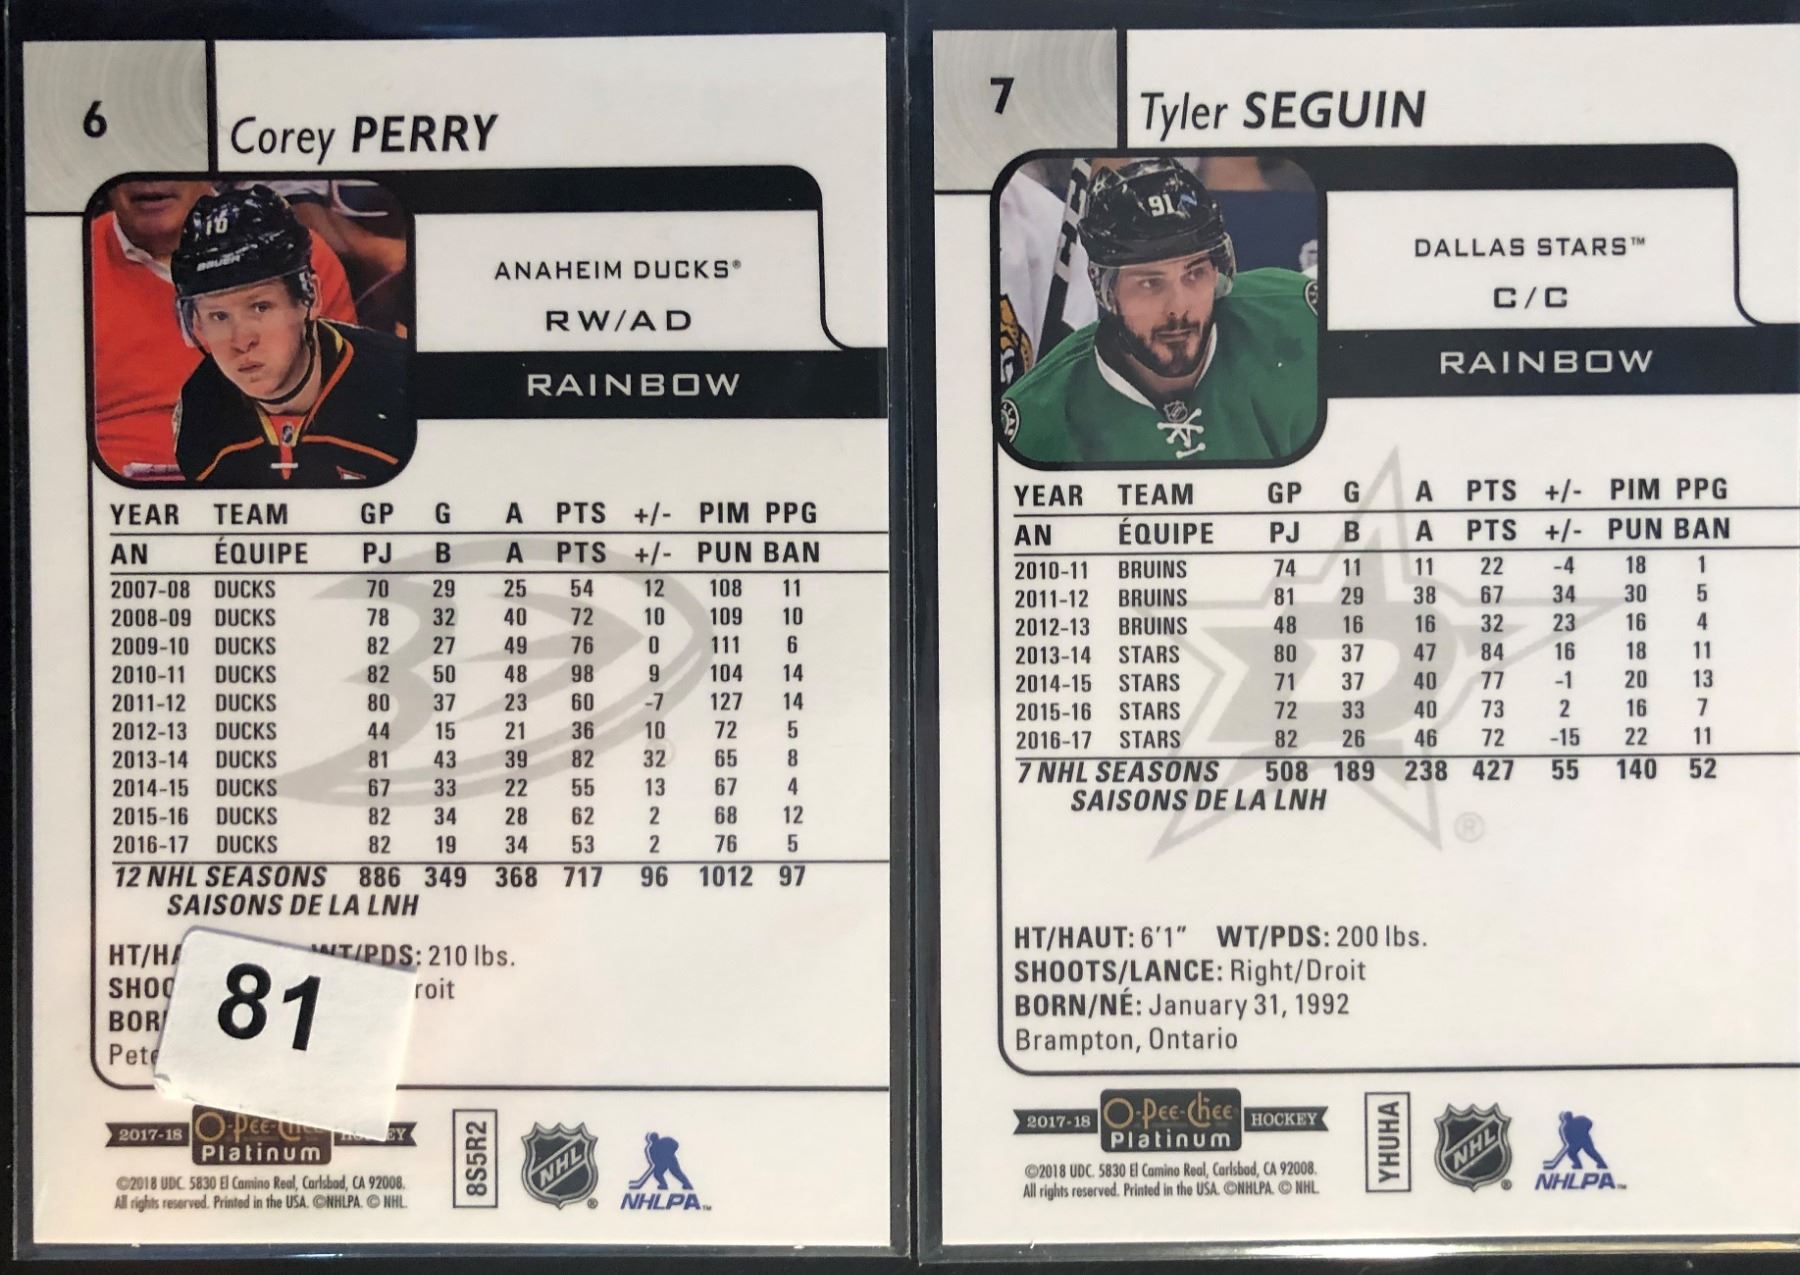 6
Corey PERRY
10
BAUER
ANAHEIM DUCKS®
RW/AD
RAINBOW
YEAR TEAM GP G A PTS +/- PIM PPG
AN ÉQUIPE PJ B A PTS +/- PUN BAN
2007-08 DUCKS 70 29 25 54 12 108 11
2008-09 DUCKS 78 32 40 72 10 109 10
2009-10 DUCKS 82 27 49 76 0 111 6
2010-11 DUCKS 82 50 48 98 9 104 14
2011-12 DUCKS 80 37 23 60 -7 127 14
2012-13 DUCKS 44 15 21 36 10 72 5
2013-14 DUCKS 81 43 39 82 32 65 8
2014-15 DUCKS 67 33 22 55 13 67 4
2015-16 DUCKS 82 34 28 62 2 68 12
2016-17 DUCKS 82 19 34 53 2 76 5
12 NHL SEASONS 886 349 368 717 96 1012 97
SAISONS DE LA LNH
HT/HA WT/PDS: 210 lbs.
SHOO roit
BOR
Pete
81
2017-18 O-Pee-Chee HOCKEY
Platinum
©2018 UDC. 5830 El Camino Real, Carlsbad, CA 92008.
All rights reserved. Printed in the USA. ©NHLPA. © NHL.
8S5R2
NHL
NHLPA™
7
Tyler SEGUIN
91
DALLAS STARS™
C/C
RAINBOW
YEAR TEAM GP G A PTS +/- PIM PPG
AN ÉQUIPE PJ B A PTS +/- PUN BAN
2010-11 BRUINS 74 11 11 22 -4 18 1
2011-12 BRUINS 81 29 38 67 34 30 5
2012-13 BRUINS 48 16 16 32 23 16 4
2013-14 STARS 80 37 47 84 16 18 11
2014-15 STARS 71 37 40 77 -1 20 13
2015-16 STARS 72 33 40 73 2 16 7
2016-17 STARS 82 26 46 72 -15 22 11
7 NHL SEASONS 508 189 238 427 55 140 52
SAISONS DE LA LNH
HT/HAUT: 6'1" WT/PDS: 200 lbs.
SHOOTS/LANCE: Right/Droit
BORN/NÉ: January 31, 1992
Brampton, Ontario
2017-18 O-Pee-Chee HOCKEY
Platinum
©2018 UDC. 5830 El Camino Real, Carlsbad, CA 92008.
All rights reserved. Printed in the USA. ©NHLPA. © NHL.
YHUHA
NHL
NHLPA™